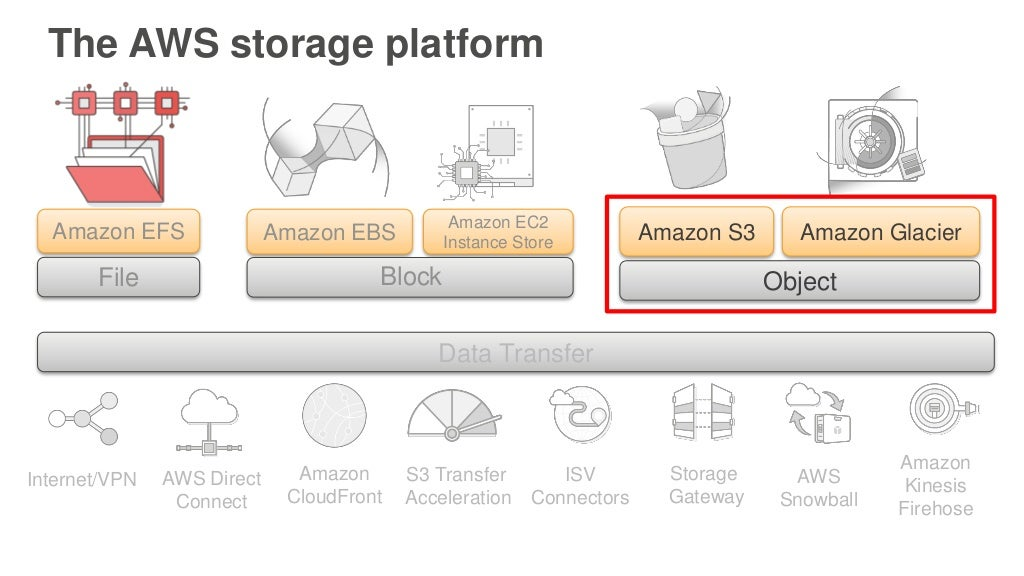 The AWS storage platform
Amazon EFS
Amazon EBS
Amazon EC2
Instance Store
Amazon S3
Amazon Glacier
File
Block
Object
Data Transfer
Internet/VPN
AWS Direct
Connect
Amazon
CloudFront
S3 Transfer
Acceleration
ISV
Connectors
Storage
Gateway
AWS
Snowball
Amazon
Kinesis
Firehose